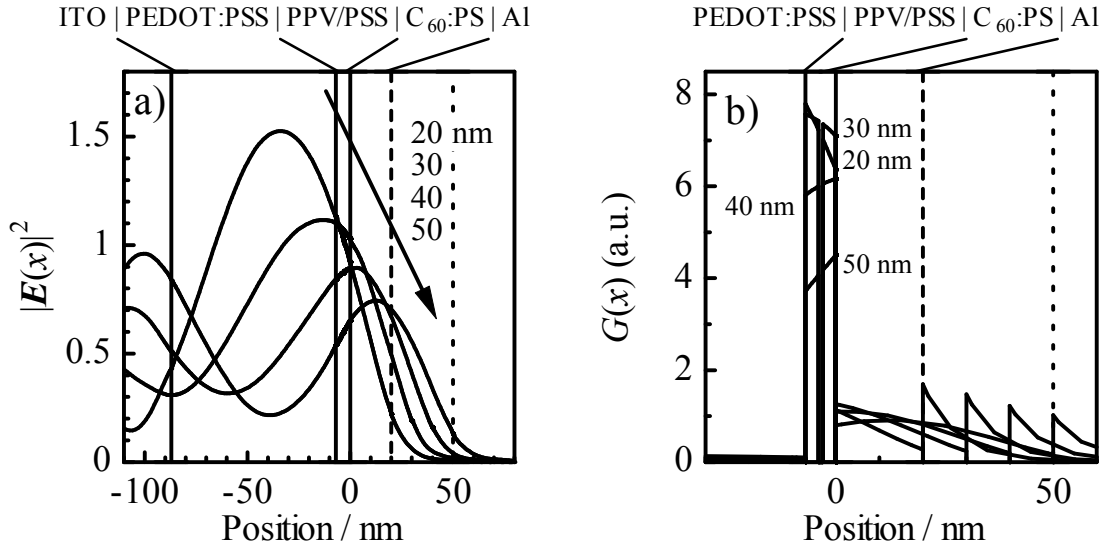 ITO | PEDOT:PSS | PPV/PSS | C60:PS | Al
a)
20 nm
30
40
50
1.5
1
0.5
0
|E(x)|²
-100
-50
0
50
Position / nm
PEDOT:PSS | PPV/PSS | C60:PS | Al
b)
30 nm
20 nm
40 nm
50 nm
8
6
4
2
0
G(x) (a.u.)
0
50
Position / nm